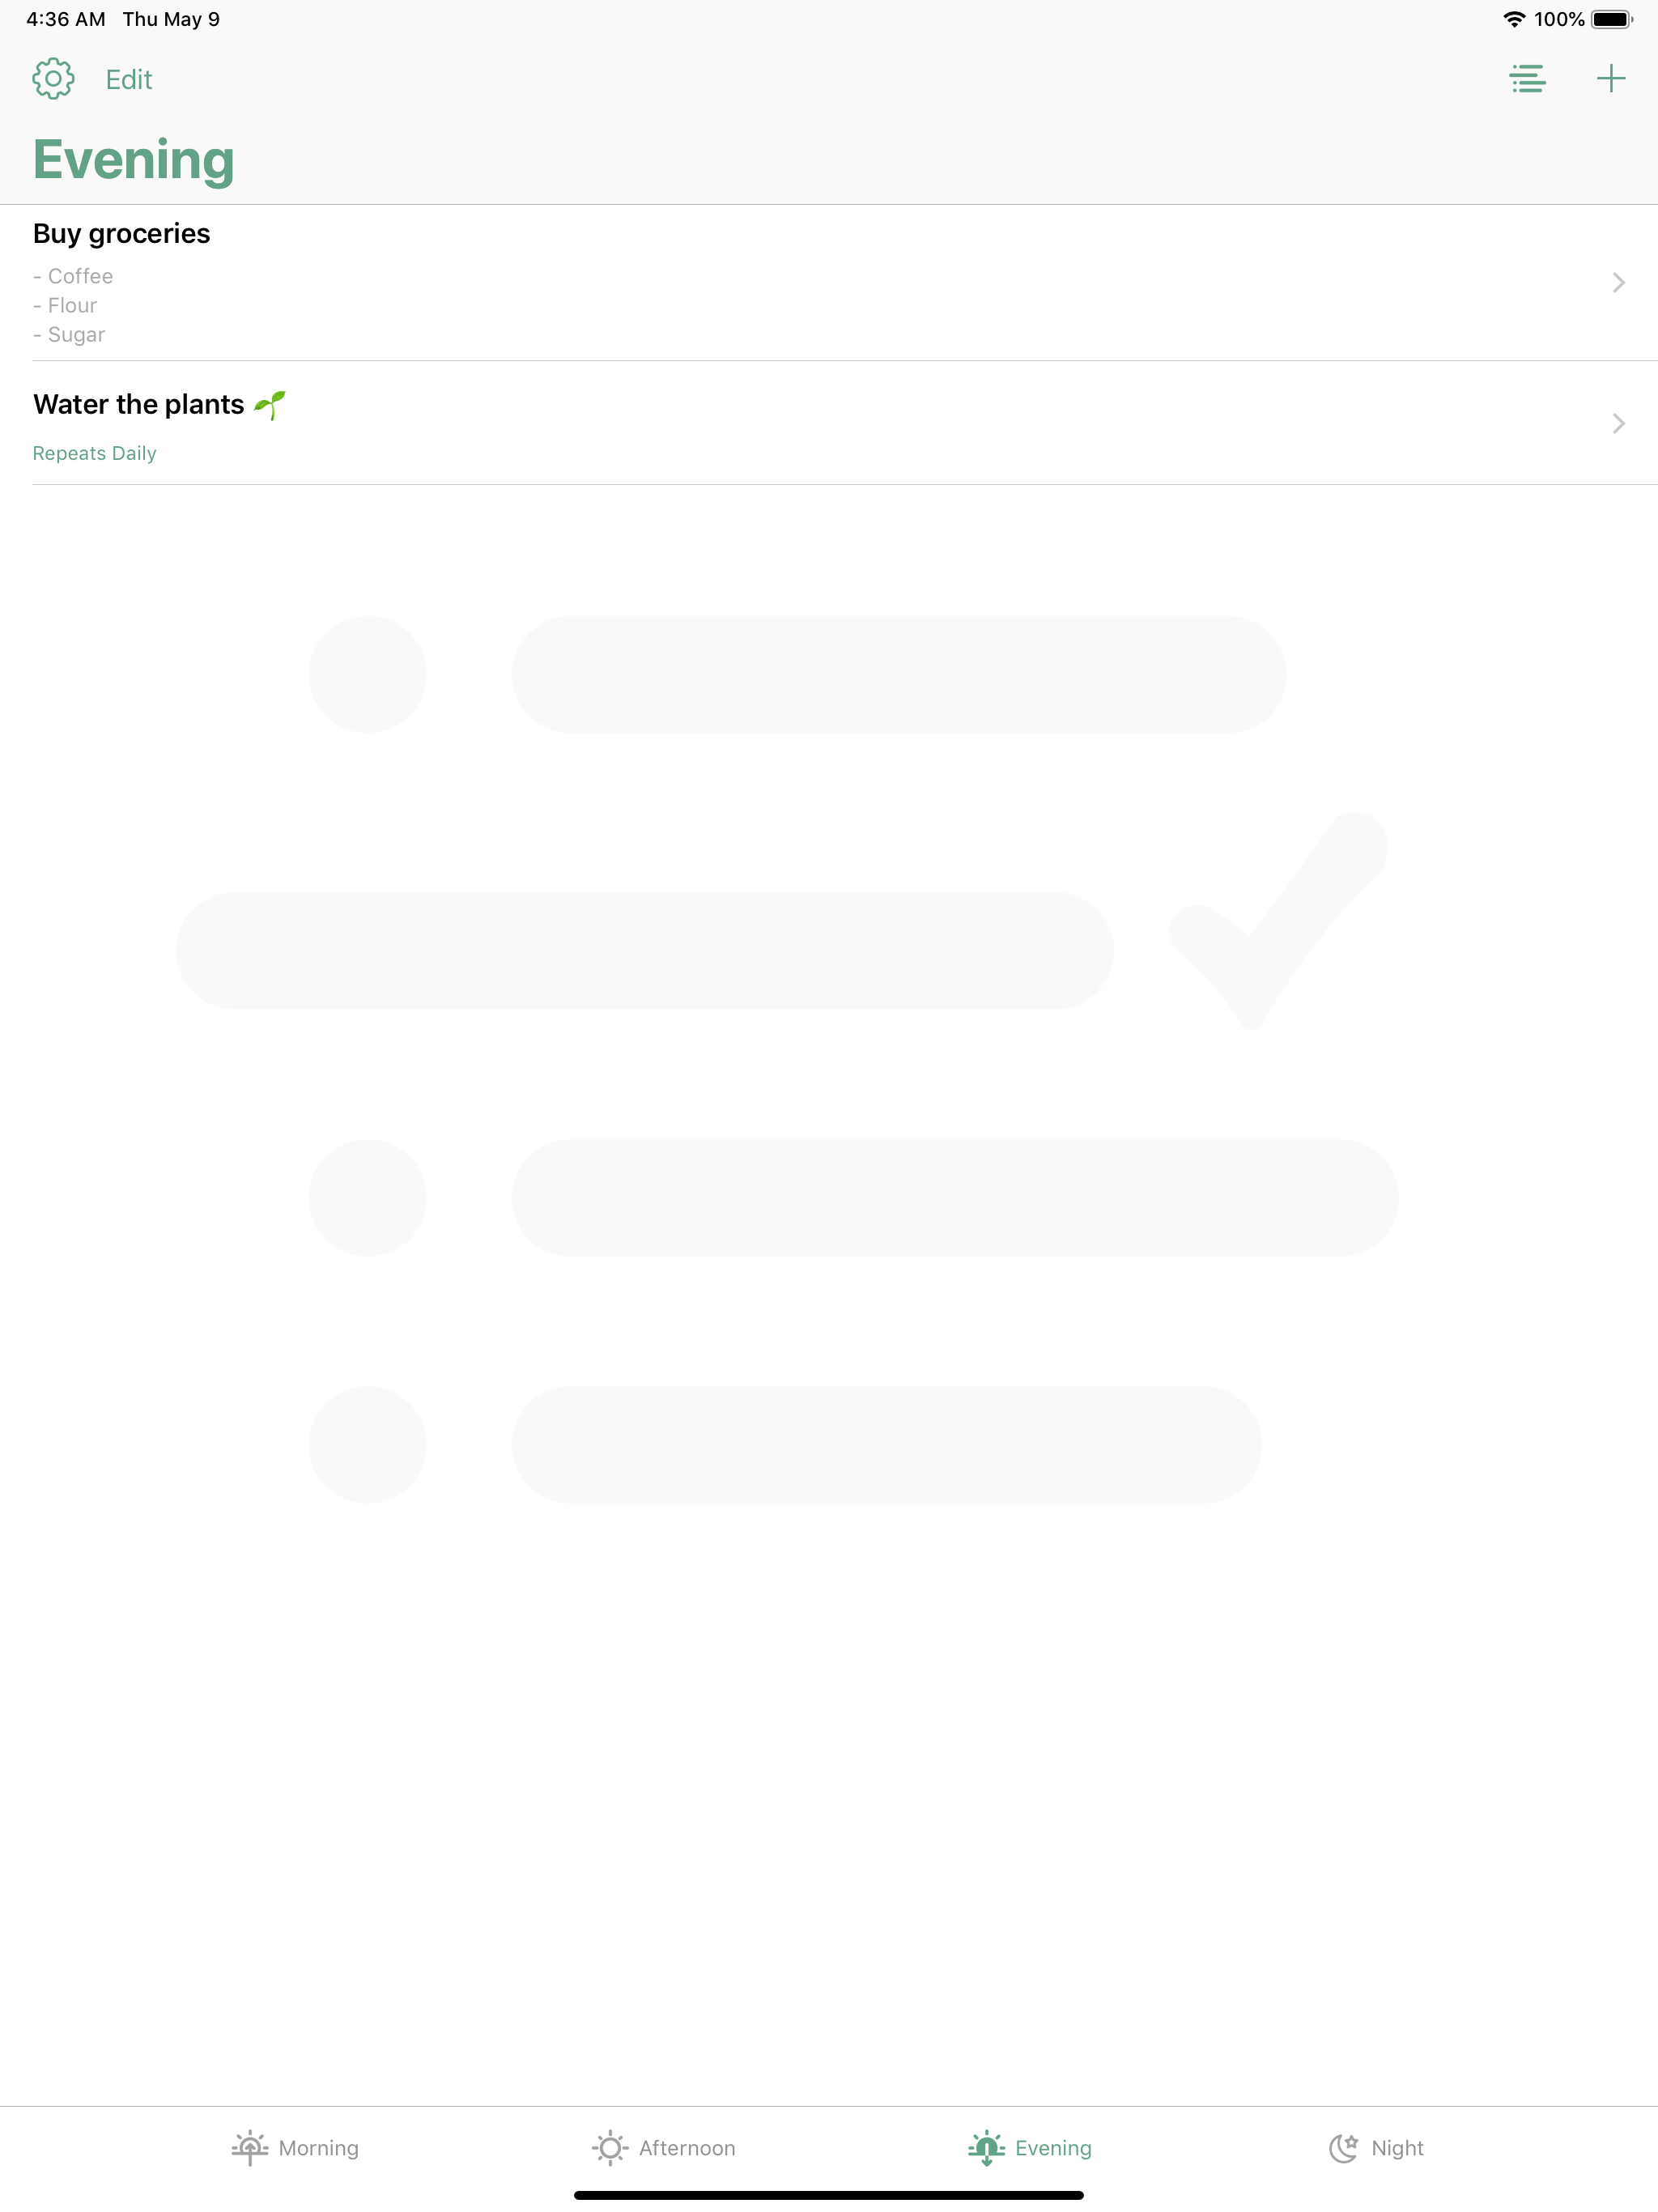 4:36 AM Thu May 9 100%
Edit
Evening
Buy groceries
- Coffee
- Flour
- Sugar
Water the plants 🌱
Repeats Daily
Morning Afternoon Evening Night